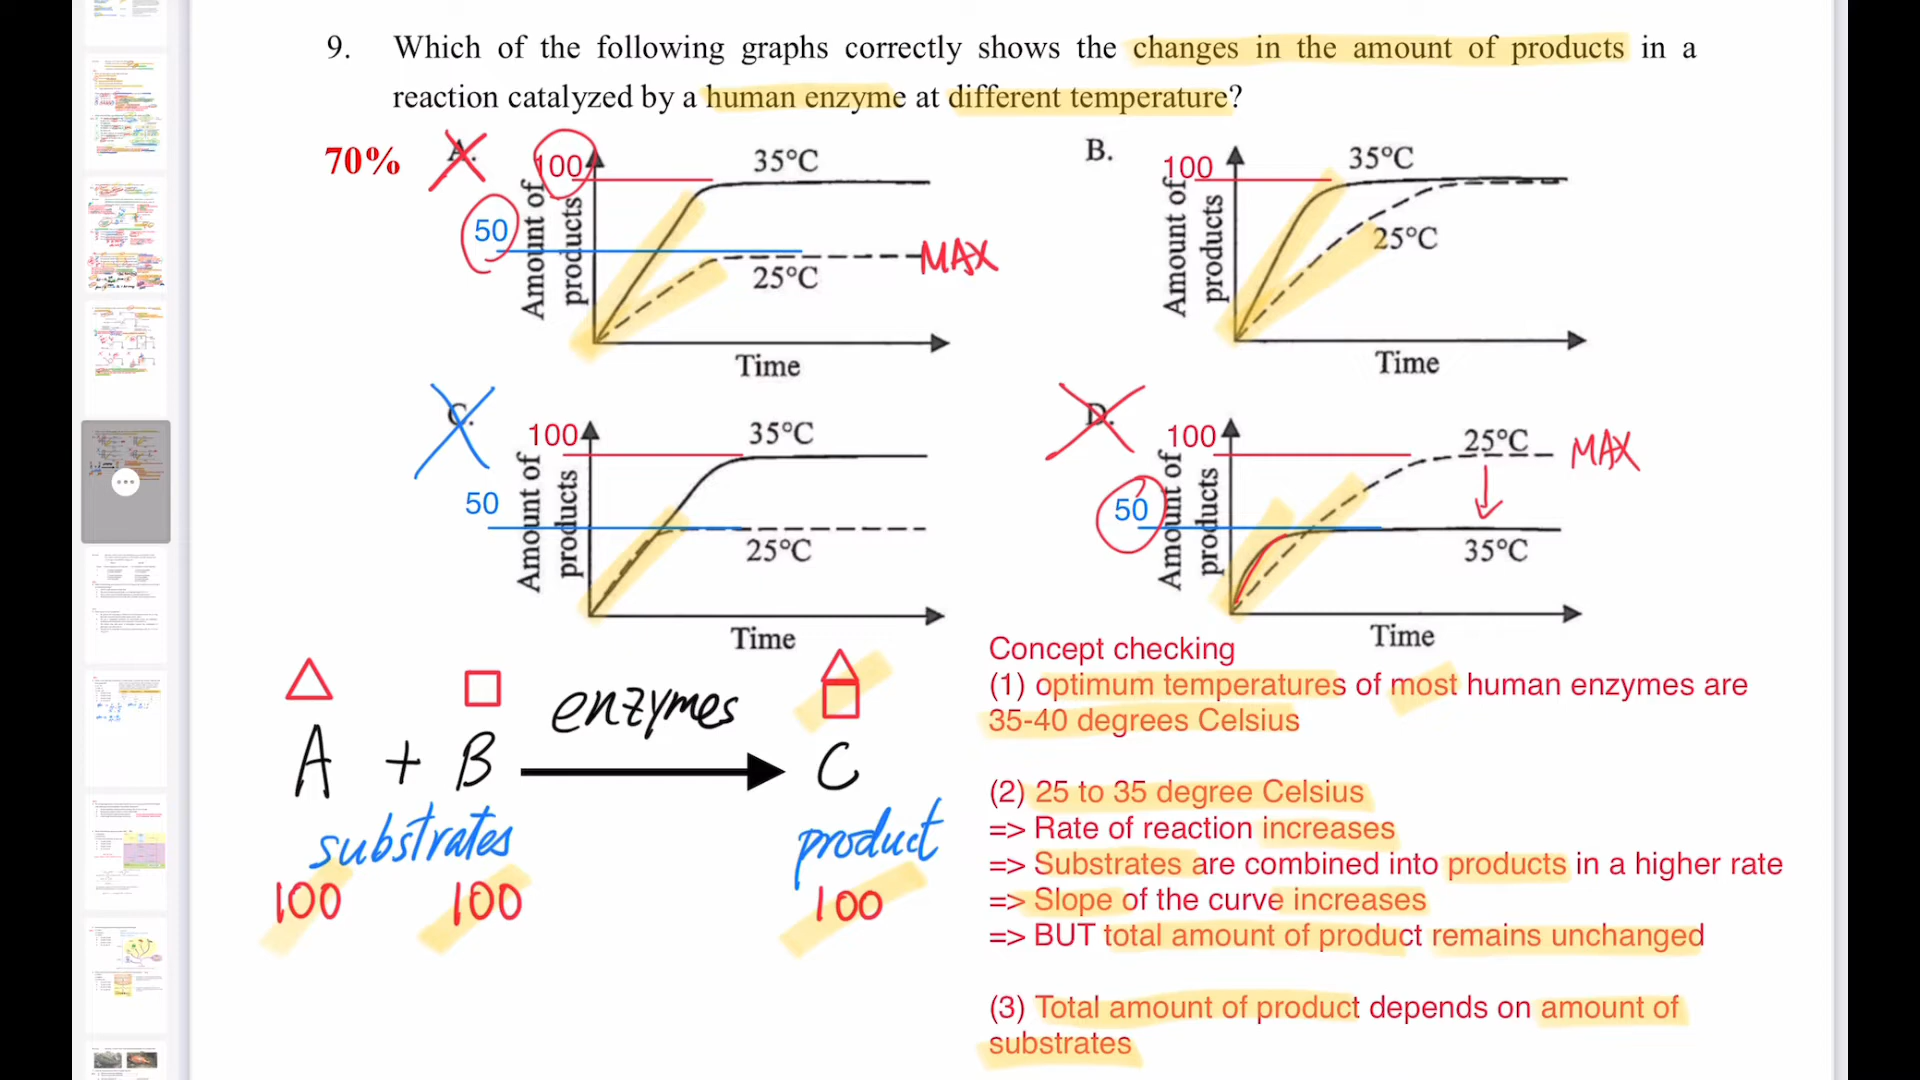 9. Which of the following graphs correctly shows the changes in the amount of products in a
reaction catalyzed by a human enzyme at different temperature?
70%
A.
100
50
Amount of
products
35°C
25°C
MAX
Time
B.
100
Amount of
products
35°C
25°C
Time
C.
100
50
Amount of
products
35°C
25°C
Time
D.
100
50
Amount of
products
25°C
MAX
35°C
Time
A + B enzymes C
substrates product
100 100 100
Concept checking
(1) optimum temperatures of most human enzymes are
35-40 degrees Celsius
(2) 25 to 35 degree Celsius
=> Rate of reaction increases
=> Substrates are combined into products in a higher rate
=> Slope of the curve increases
=> BUT total amount of product remains unchanged
(3) Total amount of product depends on amount of
substrates